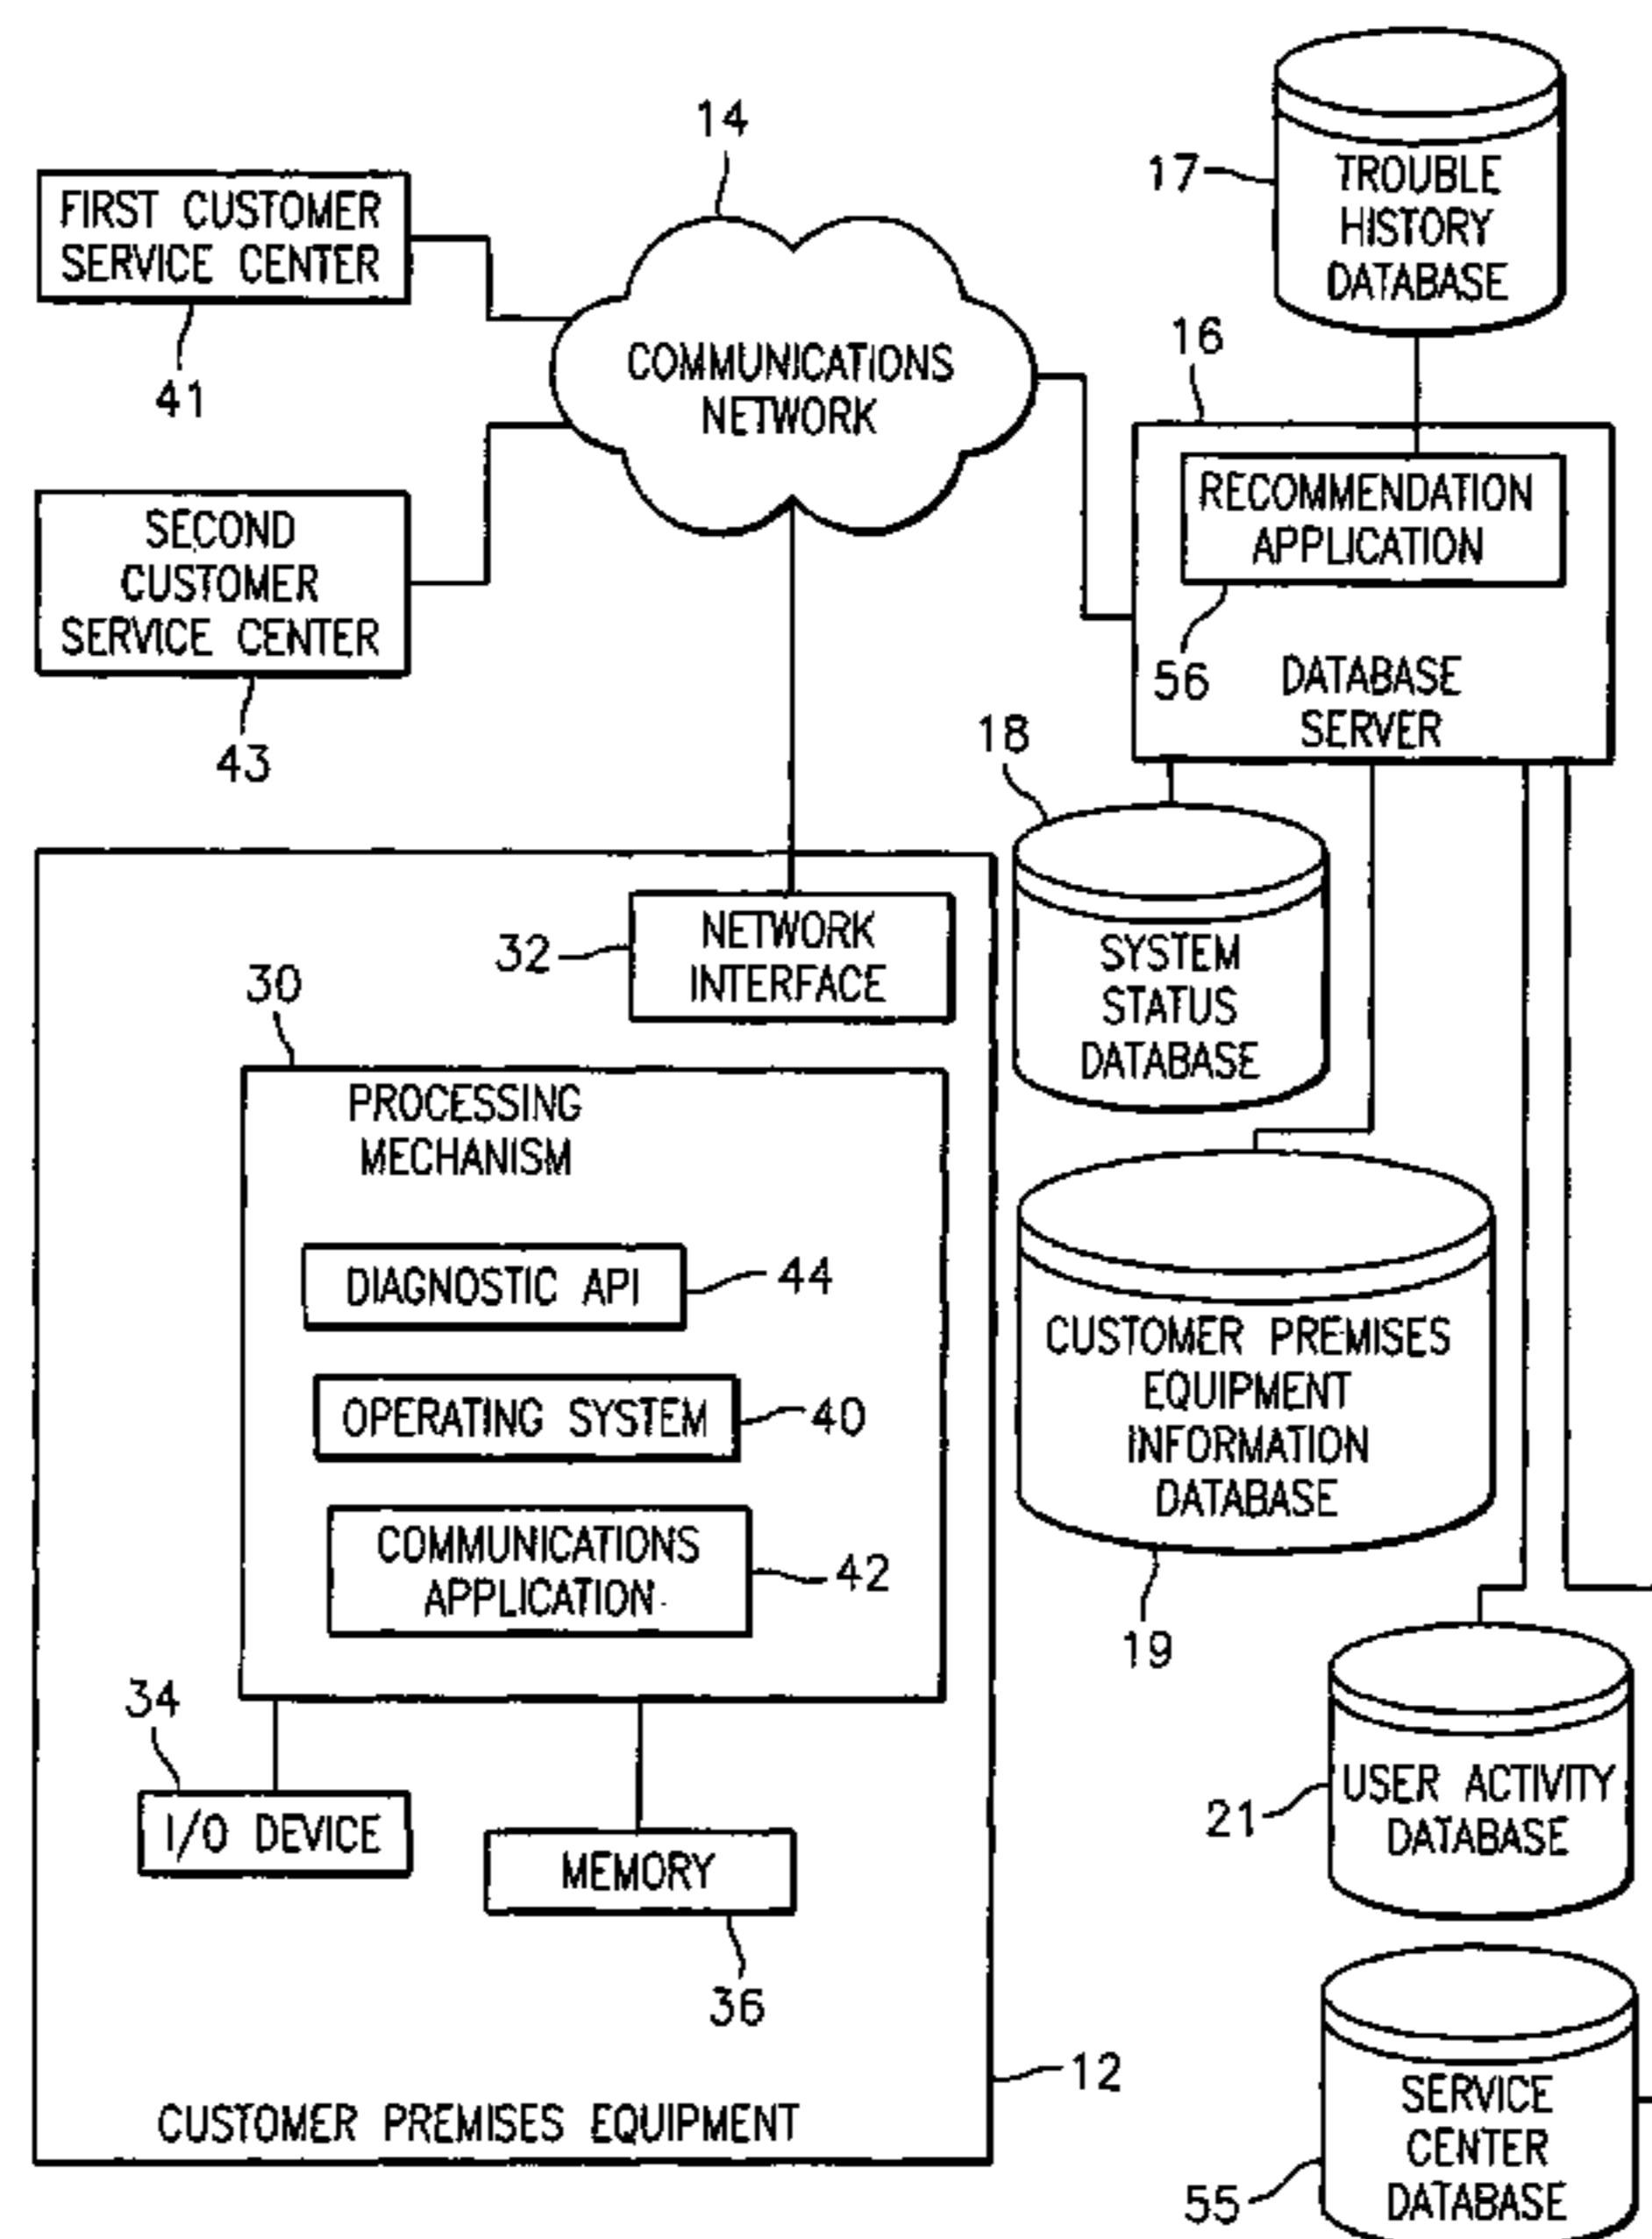 14
17
TROUBLE
HISTORY
DATABASE
FIRST CUSTOMER
SERVICE CENTER
41
COMMUNICATIONS
NETWORK
16
RECOMMENDATION
APPLICATION
56
DATABASE
SERVER
SECOND
CUSTOMER
SERVICE CENTER
43
18
SYSTEM
STATUS
DATABASE
32
NETWORK
INTERFACE
30
PROCESSING
MECHANISM
DIAGNOSTIC API
44
OPERATING SYSTEM
40
COMMUNICATIONS
APPLICATION
42
CUSTOMER PREMISES
EQUIPMENT
INFORMATION
DATABASE
19
34
I/O DEVICE
MEMORY
36
21
USER ACTIVITY
DATABASE
12
CUSTOMER PREMISES EQUIPMENT
SERVICE
CENTER
DATABASE
55